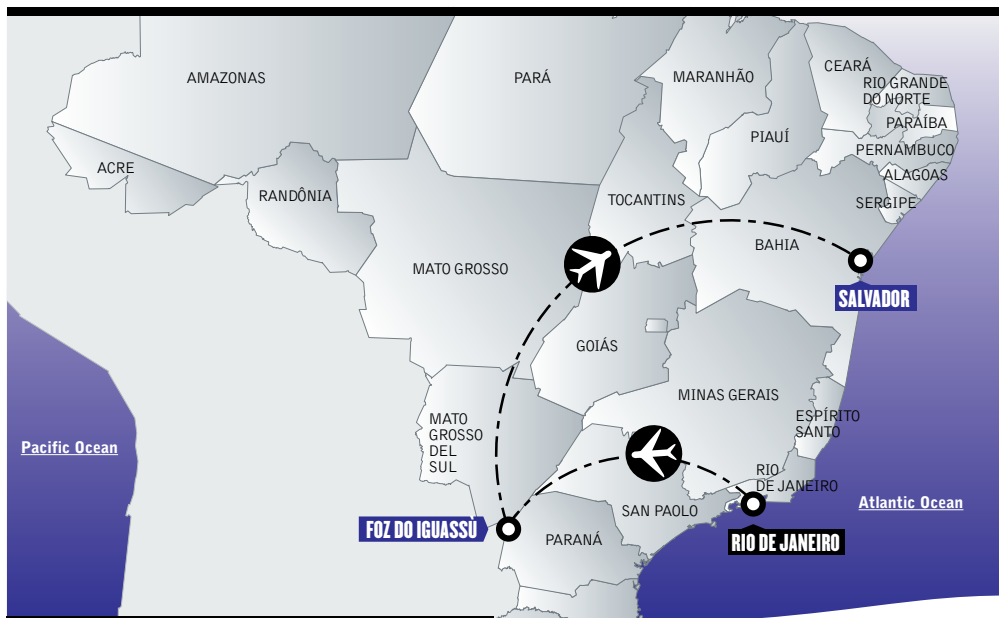 AMAZONAS
PARÁ
MARANHÃO
CEARÁ
RIO GRANDE
DO NORTE
PARAÍBA
PIAUÍ
PERNAMBUCO
ACRE
ALAGOAS
RANDÔNIA
TOCANTINS
SERGIPE
BAHIA
MATO GROSSO
SALVADOR
GOIÁS
MINAS GERAIS
MATO
GROSSO
DEL
SUL
ESPÍRITO
SANTO
Pacific Ocean
RIO
DE JANEIRO
Atlantic Ocean
SAN PAOLO
FOZ DO IGUASSÙ
PARANÁ
RIO DE JANEIRO